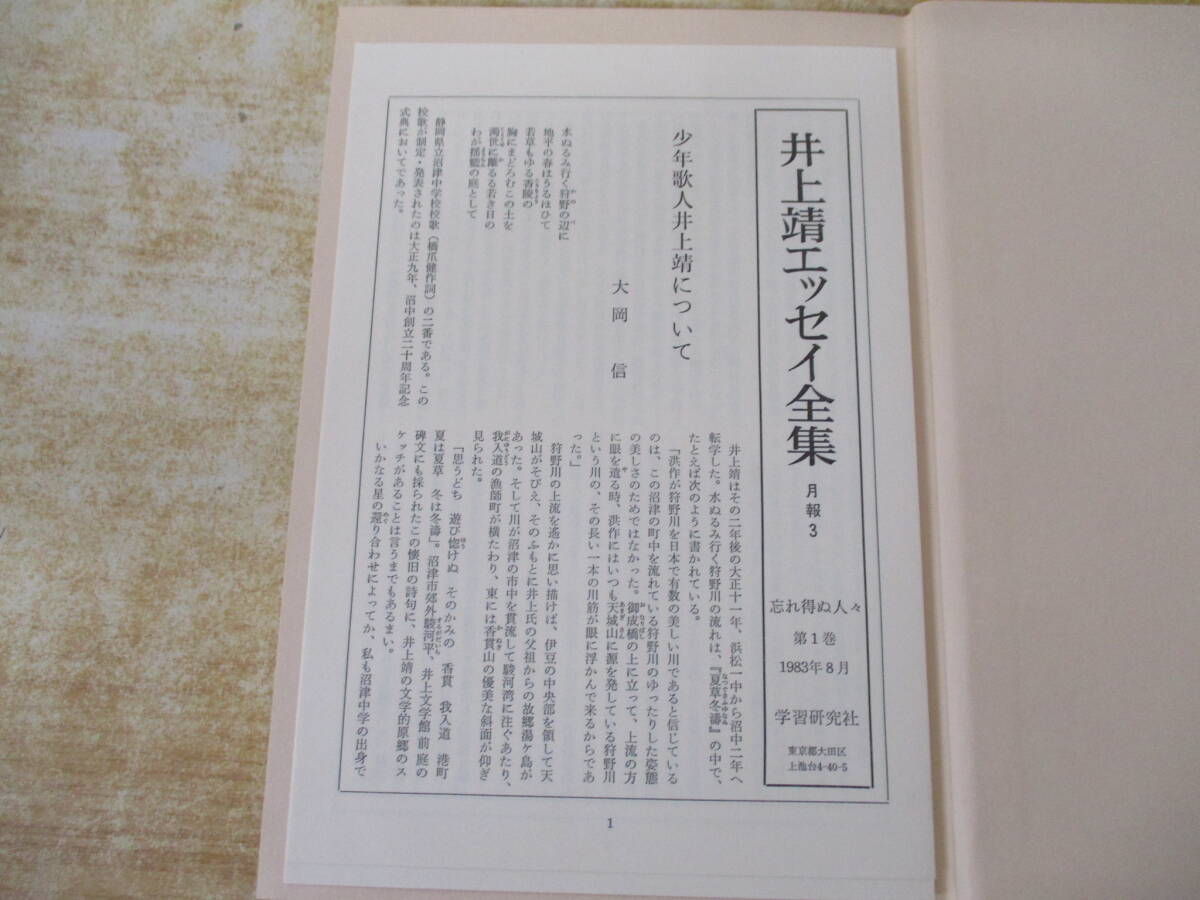 井上靖エッセイ全集 月報3
忘れ得ぬ人々
第1巻
1983年8月
学習研究社
東京都大田区
上池台4-40-5
少年歌人井上靖について
大岡 信
水ぬるみ行く狩野の辺に
地平の春はうるほひて
若草もゆる香陵の
胸にまどろむこの土を
濁世に離るる若き日の
わが揺籃の庭として
静岡県立沼津中学校校歌（橋爪健作詞）の二番である。この
校歌が制定・発表されたのは大正九年、沼中創立二十周年記念
式典においてであった。
井上靖はその二年後の大正十一年、浜松一中から沼中二年へ
転学した。水ぬるみ行く狩野川の流れは、『夏草冬濤』の中で、
たとえば次のように書かれている。
「洪作が狩野川を日本で有数の美しい川であると信じている
のは、この沼津の町中を流れている狩野川のゆったりした姿態
の美しさのためではなかった。御成橋の上に立って、上流の方
に眼を遣る時、洪作にはいつも天城山に源を発している狩野川
という川の、その長い一本の川筋が眼に浮かんで来るからであ
った。」
狩野川の上流を遙かに思い描けば、伊豆の中央部を領して天
城山がそびえ、そのふもとに井上氏の父祖からの故郷湯ヶ島が
あった。そして川が沼津の市中を貫流して駿河湾に注ぐあたり、
我入道の漁師町が横たわり、東には香貫山の優美な斜面が仰ぎ
見られた。
「思うどち 遊び惚けぬ そのかみの 香貫 我入道 港町
夏は夏草 冬は冬濤」。沼津市郊外駿河平、井上文学館前庭の
碑文にも採られたこの懐旧の詩句に、井上靖の文学的原郷のス
ケッチがあることは言うまでもあるまい。
いかなる星の還り合わせによってか、私も沼津中学の出身で
1